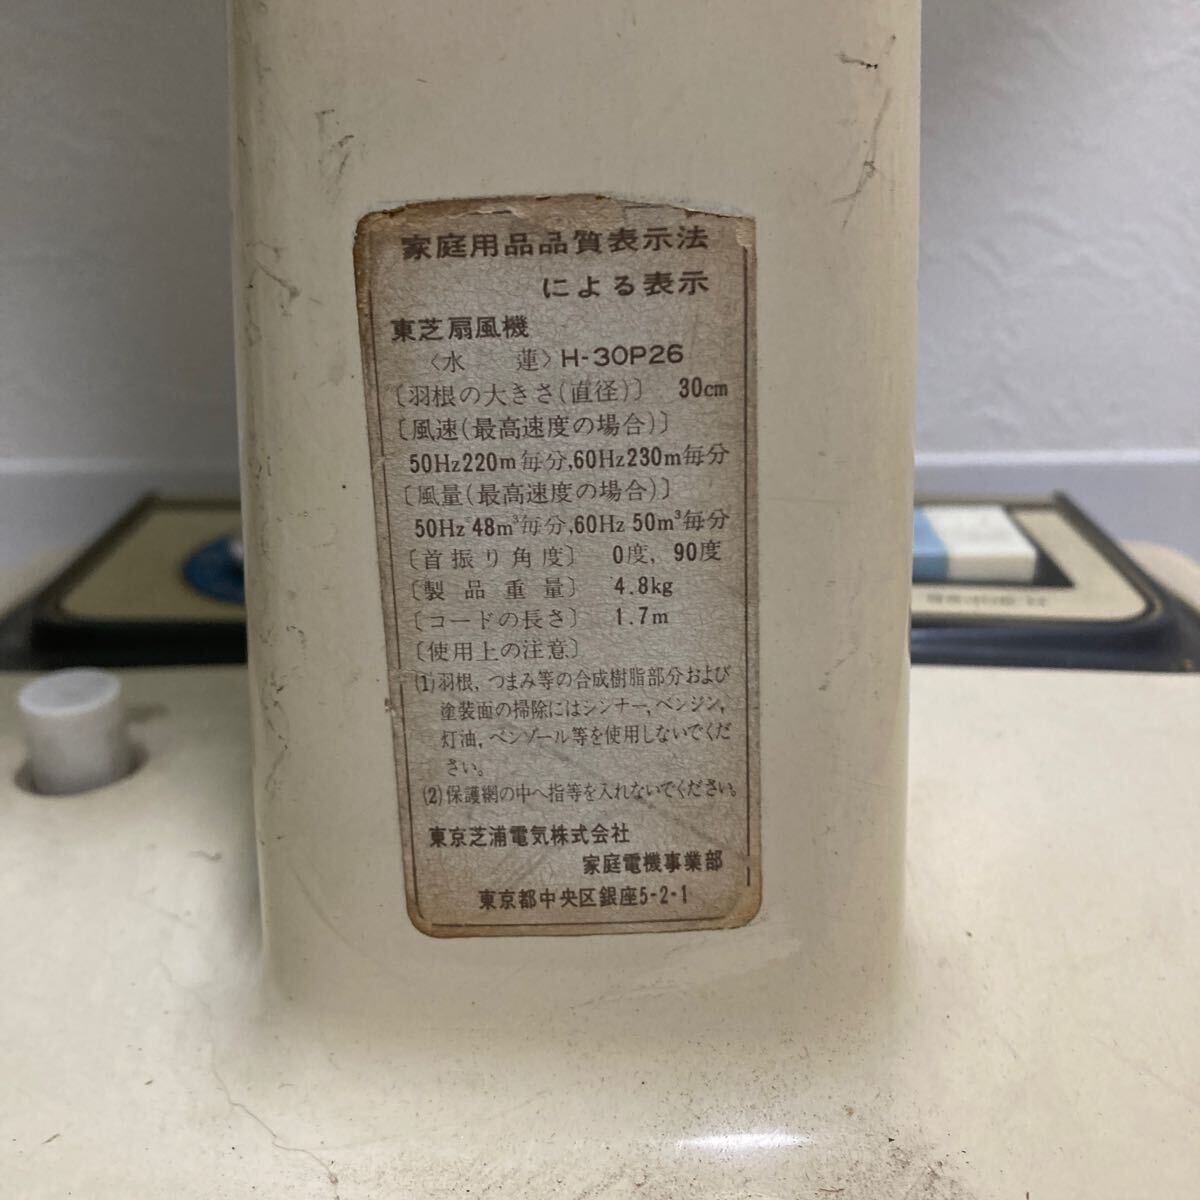 家庭用品品質表示法
による表示
東芝扇風機
〈水　蓮〉H-30P26
〔羽根の大きさ(直径)〕 30cm
〔風速(最高速度の場合)〕
50Hz220m毎分,60Hz230m毎分
〔風量(最高速度の場合)〕
50Hz 48m³毎分,60Hz 50m³毎分
〔首振り角度〕 0度, 90度
〔製品重量〕 4.8kg
〔コードの長さ〕 1.7m
〔使用上の注意〕
(1)羽根, つまみ等の合成樹脂部分および
塗装面の掃除にはシンナー,ベンジン,
灯油,ベンゾール等を使用しないでくだ
さい。
(2)保護網の中へ指等を入れないでください。
東京芝浦電気株式会社
家庭電機事業部
東京都中央区銀座5-2-1